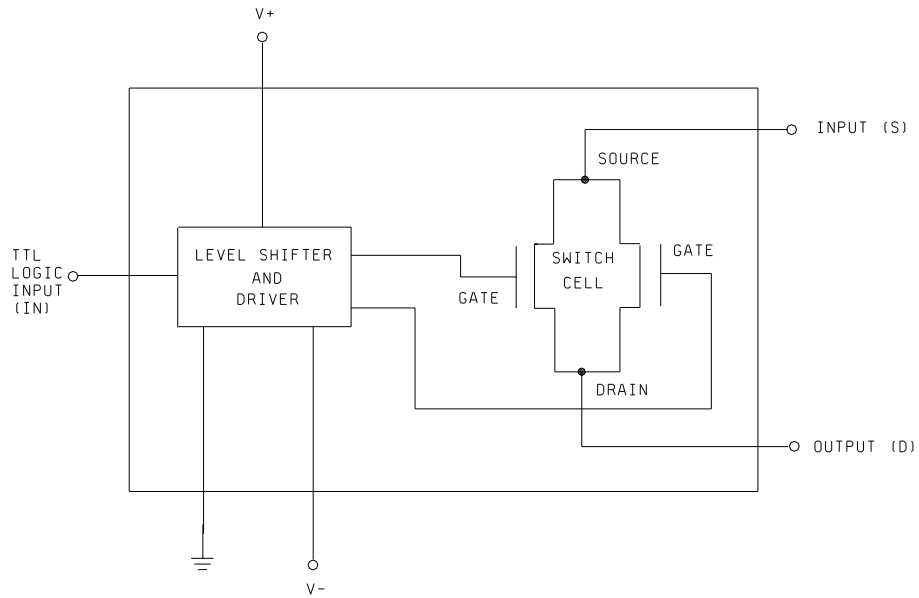 V+
INPUT (S)
SOURCE
TTL
LOGIC
INPUT
(IN)
LEVEL SHIFTER
AND
DRIVER
GATE
SWITCH
CELL
GATE
DRAIN
OUTPUT (D)
V-